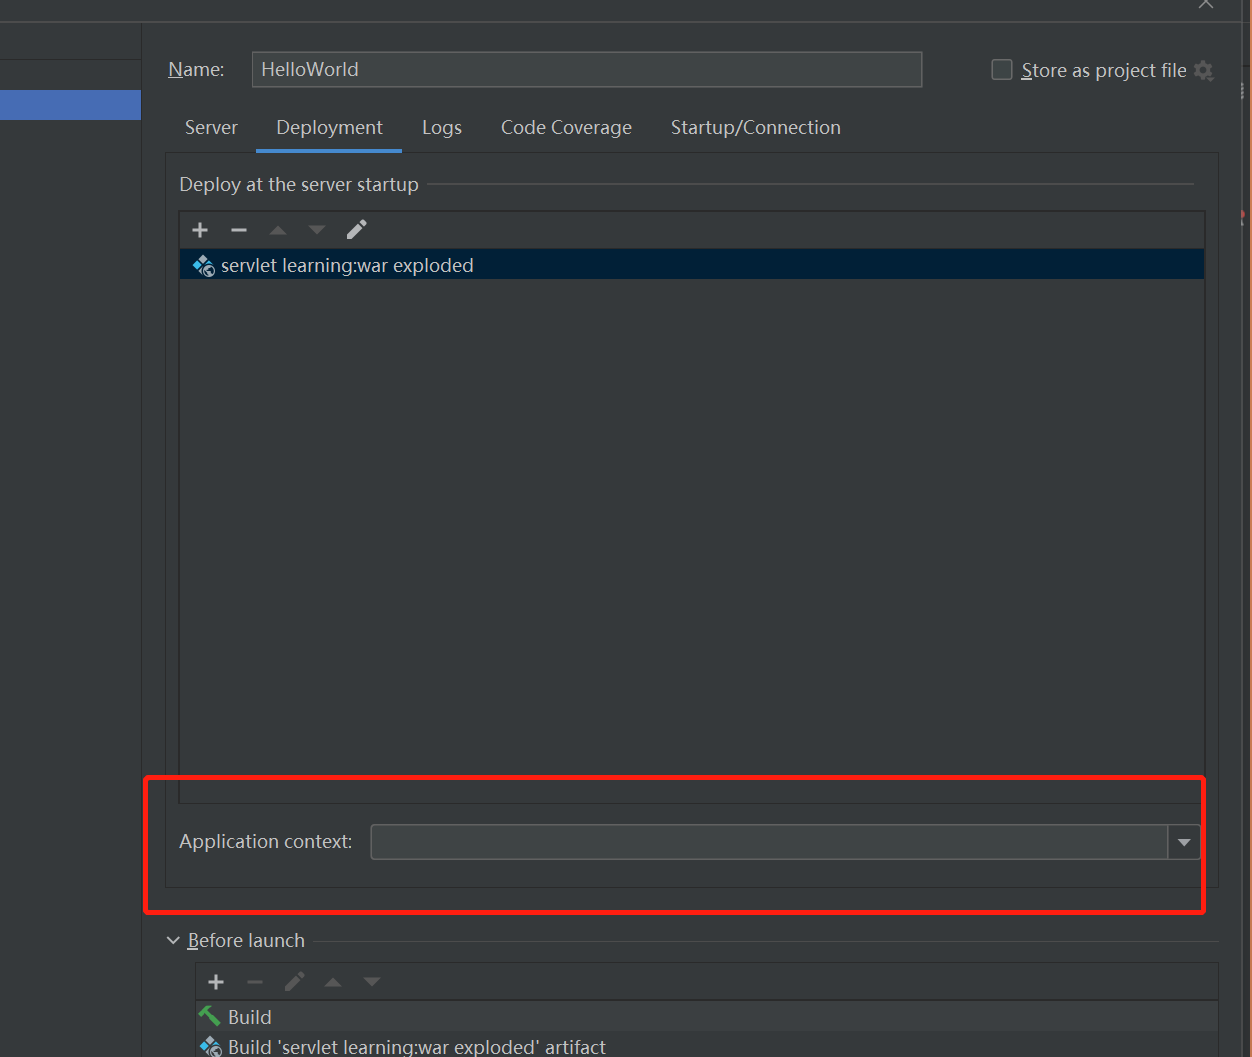 Name: HelloWorld Store as project file
Server Deployment Logs Code Coverage Startup/Connection
Deploy at the server startup
servlet learning:war exploded
Application context:
Before launch
Build
Build 'servlet learning:war exploded' artifact